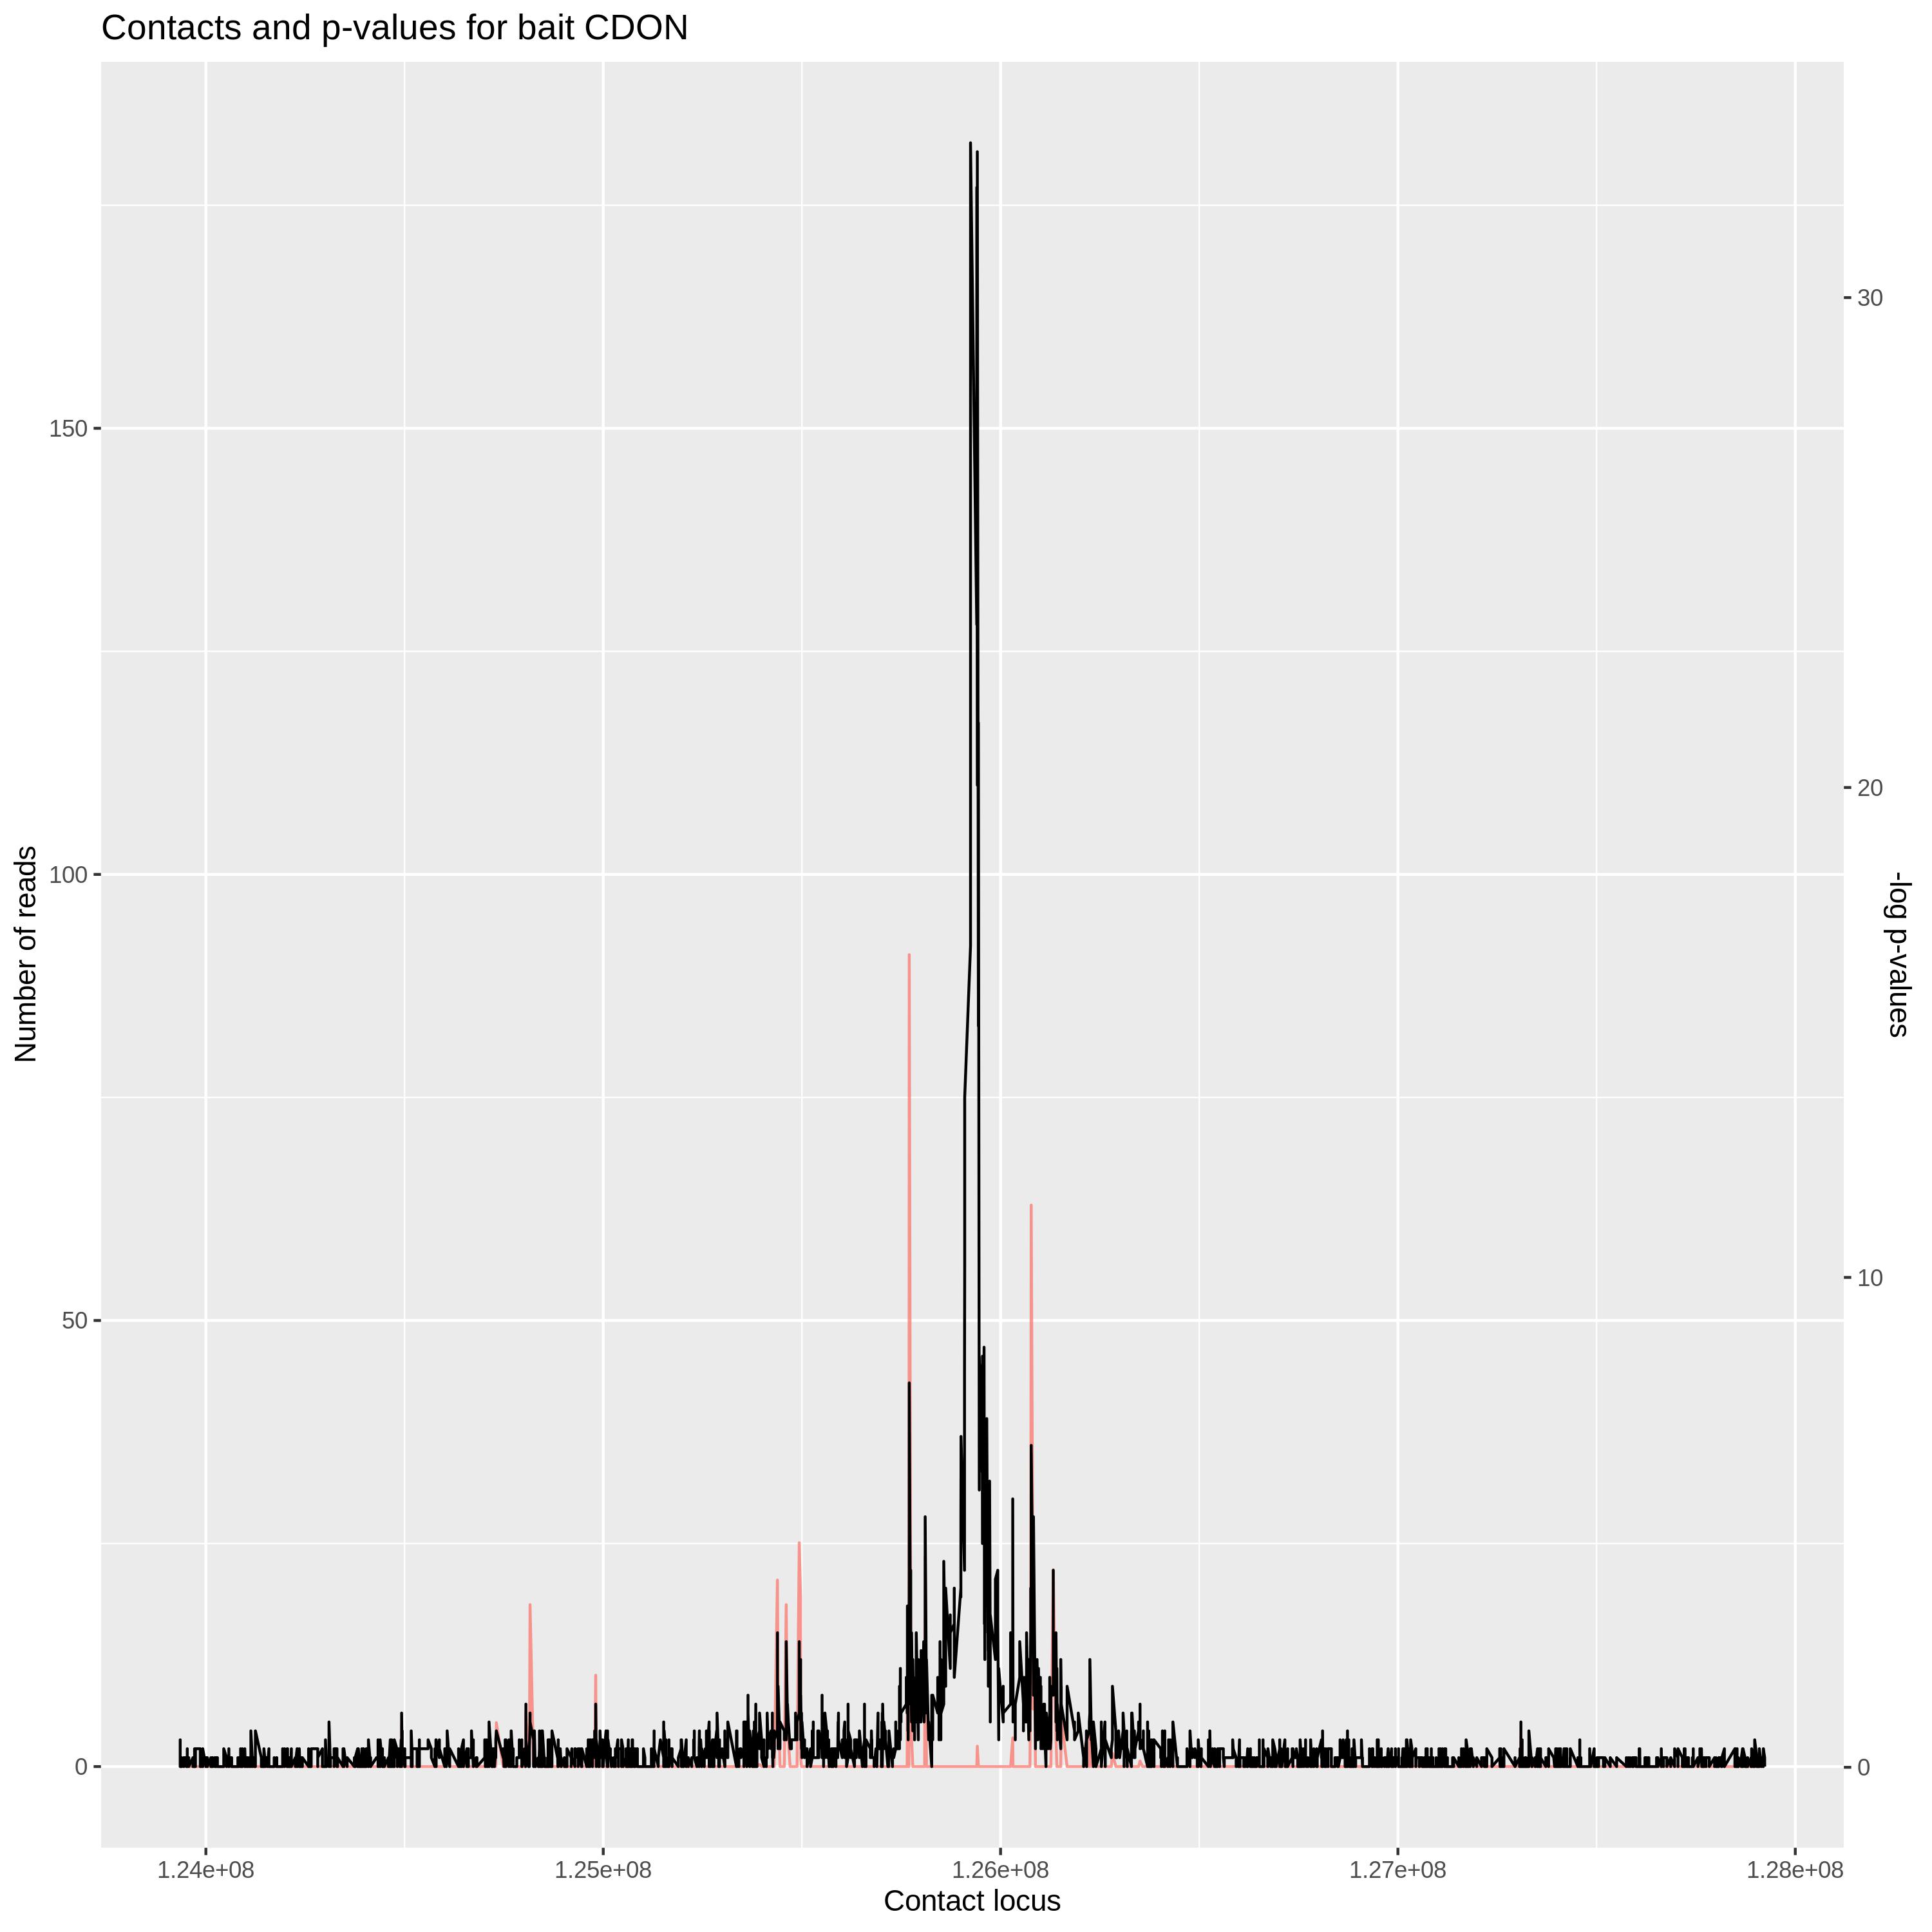 Contacts and p-values for bait CDON
150
100
50
0
Number of reads
30
20
10
0
-log p-values
1.24e+08
1.25e+08
1.26e+08
1.27e+08
1.28e+08
Contact locus